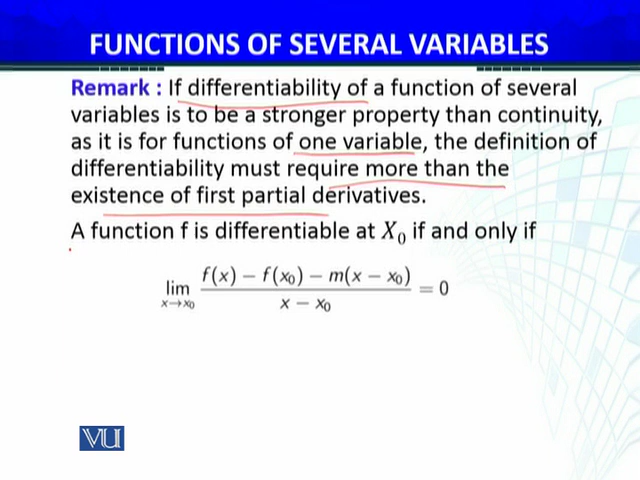 FUNCTIONS OF SEVERAL VARIABLES
Remark : If differentiability of a function of several
variables is to be a stronger property than continuity,
as it is for functions of one variable, the definition of
differentiability must require more than the
existence of first partial derivatives.
A function f is differentiable at X₀ if and only if
lim x→x₀ (f(x) − f(x₀) − m(x − x₀)) / (x − x₀) = 0
VU